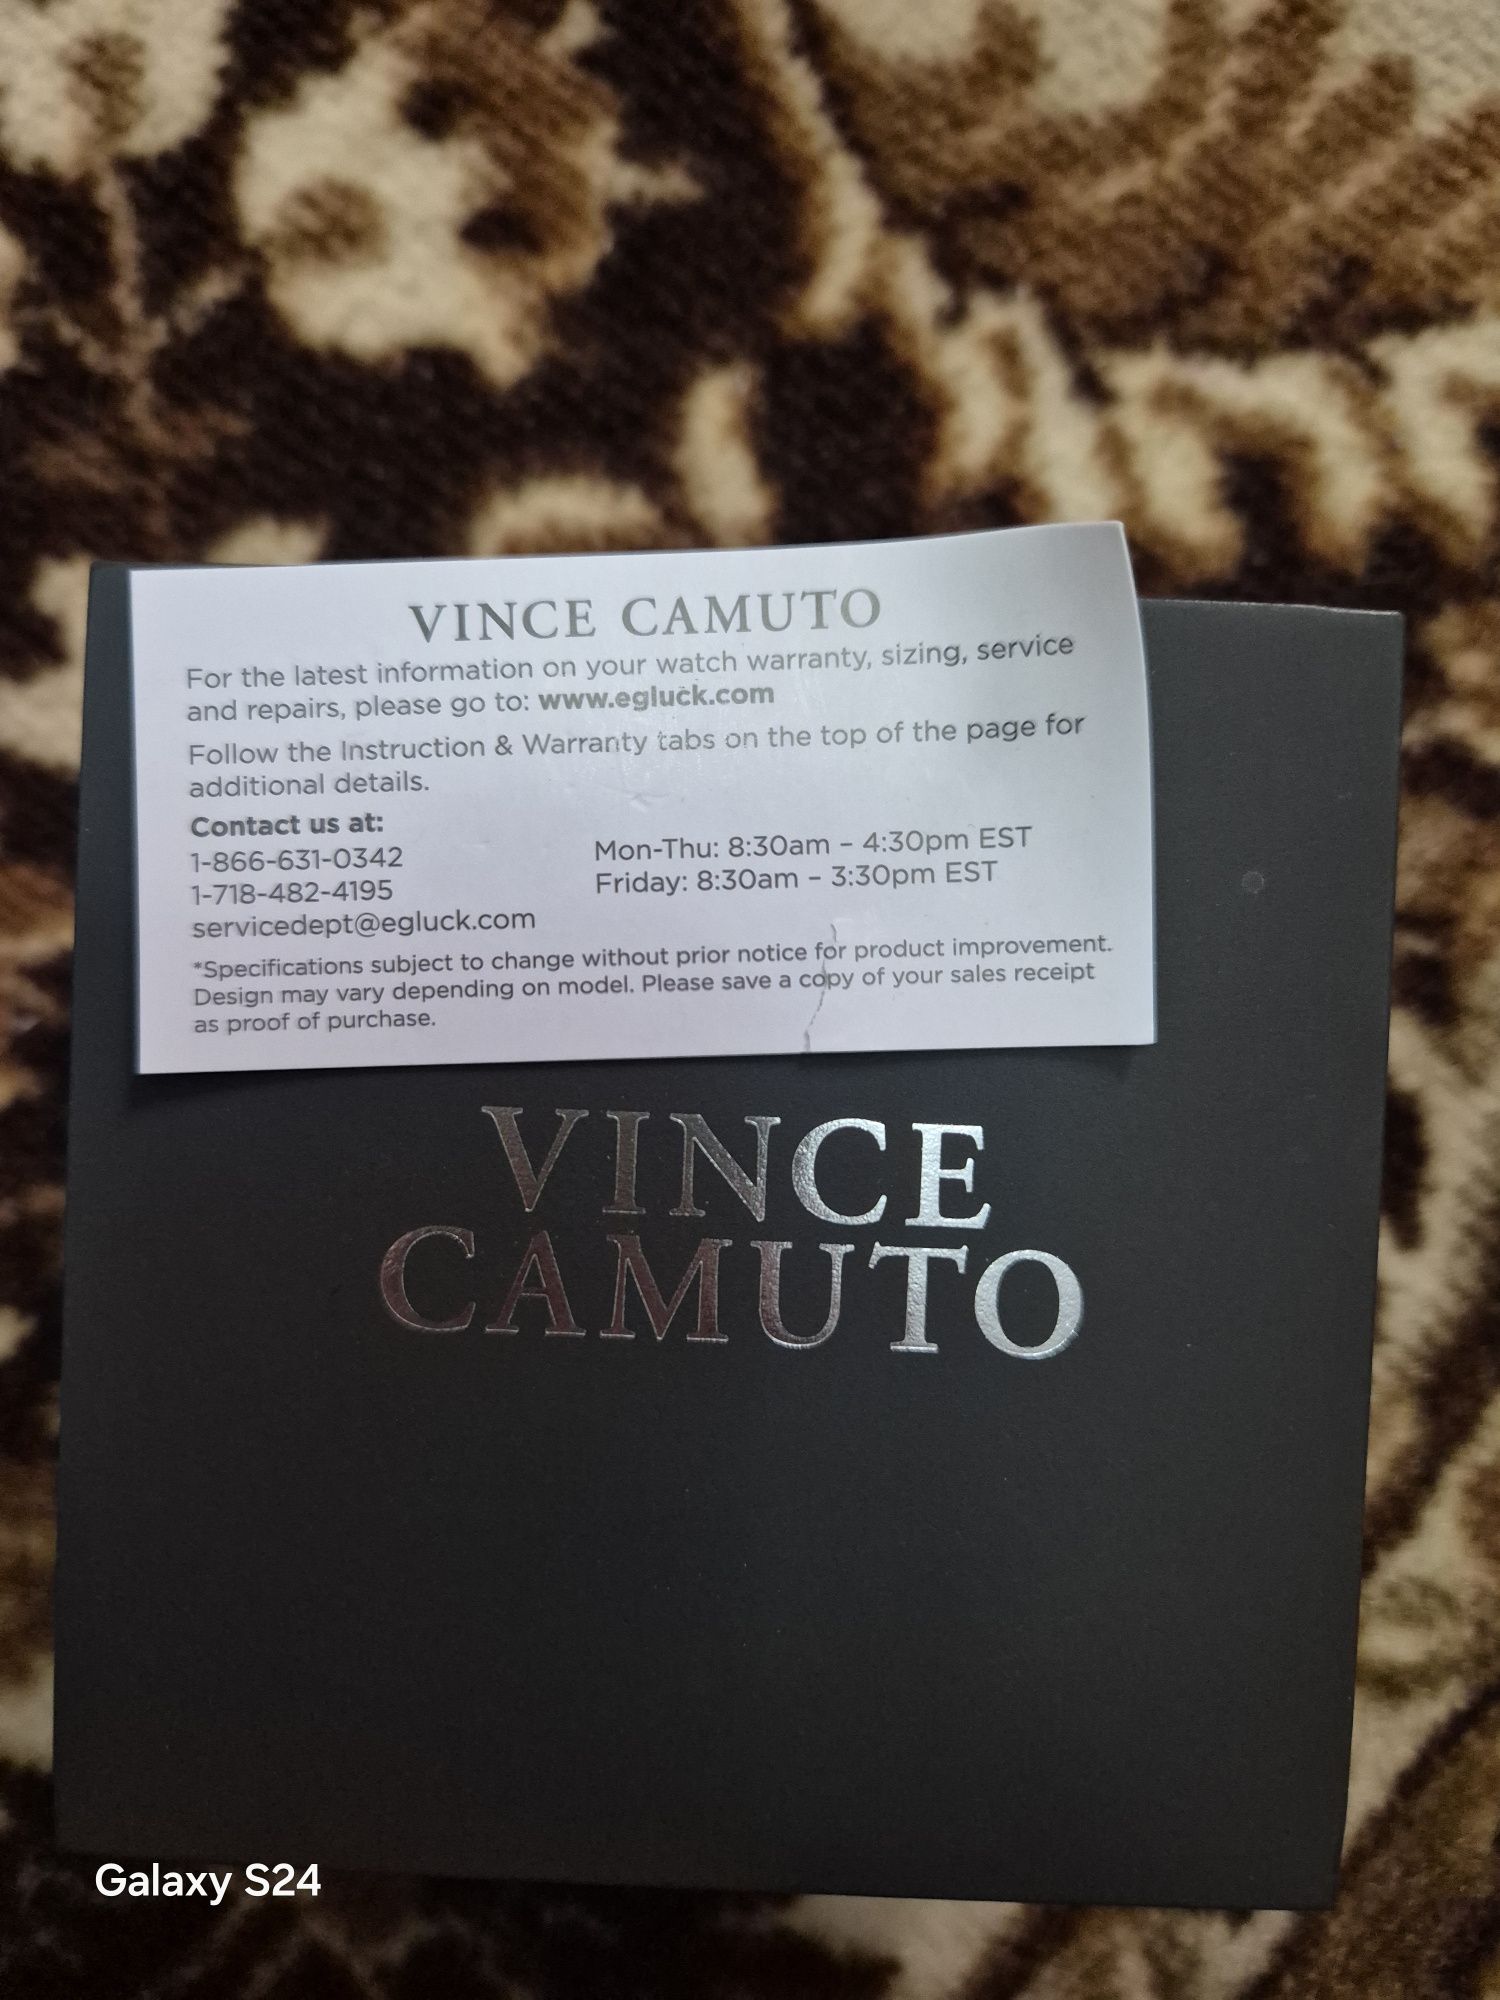 VINCE CAMUTO
For the latest information on your watch warranty, sizing, service
and repairs, please go to: www.egluck.com
Follow the Instruction & Warranty tabs on the top of the page for
additional details.
Contact us at:
1-866-631-0342
1-718-482-4195
servicedept@egluck.com
Mon-Thu: 8:30am – 4:30pm EST
Friday: 8:30am – 3:30pm EST
*Specifications subject to change without prior notice for product improvement.
Design may vary depending on model. Please save a copy of your sales receipt
as proof of purchase.
VINCE
CAMUTO
Galaxy S24